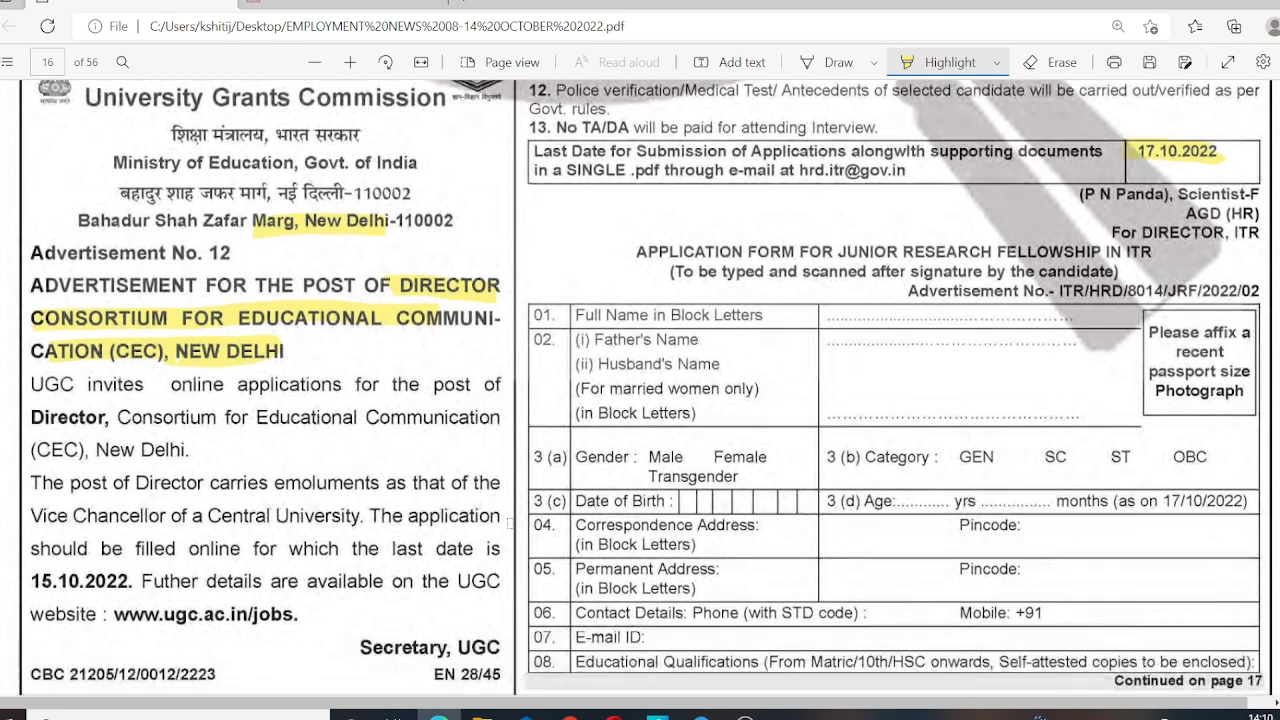 File C:/Users/kshitij/Desktop/EMPLOYMENT%20NEWS%2008-14%20OCTOBER%202022.pdf
16 of 56 Page view Read aloud Add text Draw Highlight Erase
University Grants Commission
शिक्षा मंत्रालय, भारत सरकार
Ministry of Education, Govt. of India
बहादुर शाह जफर मार्ग, नई दिल्ली-110002
Bahadur Shah Zafar Marg, New Delhi-110002
Advertisement No. 12
ADVERTISEMENT FOR THE POST OF DIRECTOR
CONSORTIUM FOR EDUCATIONAL COMMUNI-
CATION (CEC), NEW DELHI
UGC invites online applications for the post of
Director, Consortium for Educational Communication
(CEC), New Delhi.
The post of Director carries emoluments as that of the
Vice Chancellor of a Central University. The application
should be filled online for which the last date is
15.10.2022. Futher details are available on the UGC
website : www.ugc.ac.in/jobs.
Secretary, UGC
CBC 21205/12/0012/2223 EN 28/45
12. Police verification/Medical Test/ Antecedents of selected candidate will be carried out/verified as per
Govt. rules.
13. No TA/DA will be paid for attending Interview.
Last Date for Submission of Applications alongwith supporting documents 17.10.2022
in a SINGLE .pdf through e-mail at hrd.itr@gov.in
(P N Panda), Scientist-F
AGD (HR)
For DIRECTOR, ITR
APPLICATION FORM FOR JUNIOR RESEARCH FELLOWSHIP IN ITR
(To be typed and scanned after signature by the candidate)
Advertisement No.- ITR/HRD/8014/JRF/2022/02
01. Full Name in Block Letters
02. (i) Father's Name
(ii) Husband's Name
(For married women only)
(in Block Letters)
Please affix a
recent
passport size
Photograph
3 (a) Gender : Male Female 3 (b) Category : GEN SC ST OBC
Transgender
3 (c) Date of Birth : 3 (d) Age:............ yrs ............... months (as on 17/10/2022)
04. Correspondence Address: Pincode:
(in Block Letters)
05. Permanent Address: Pincode:
(in Block Letters)
06. Contact Details: Phone (with STD code) : Mobile: +91
07. E-mail ID:
08. Educational Qualifications (From Matric/10th/HSC onwards, Self-attested copies to be enclosed):
Continued on page 17
14:10